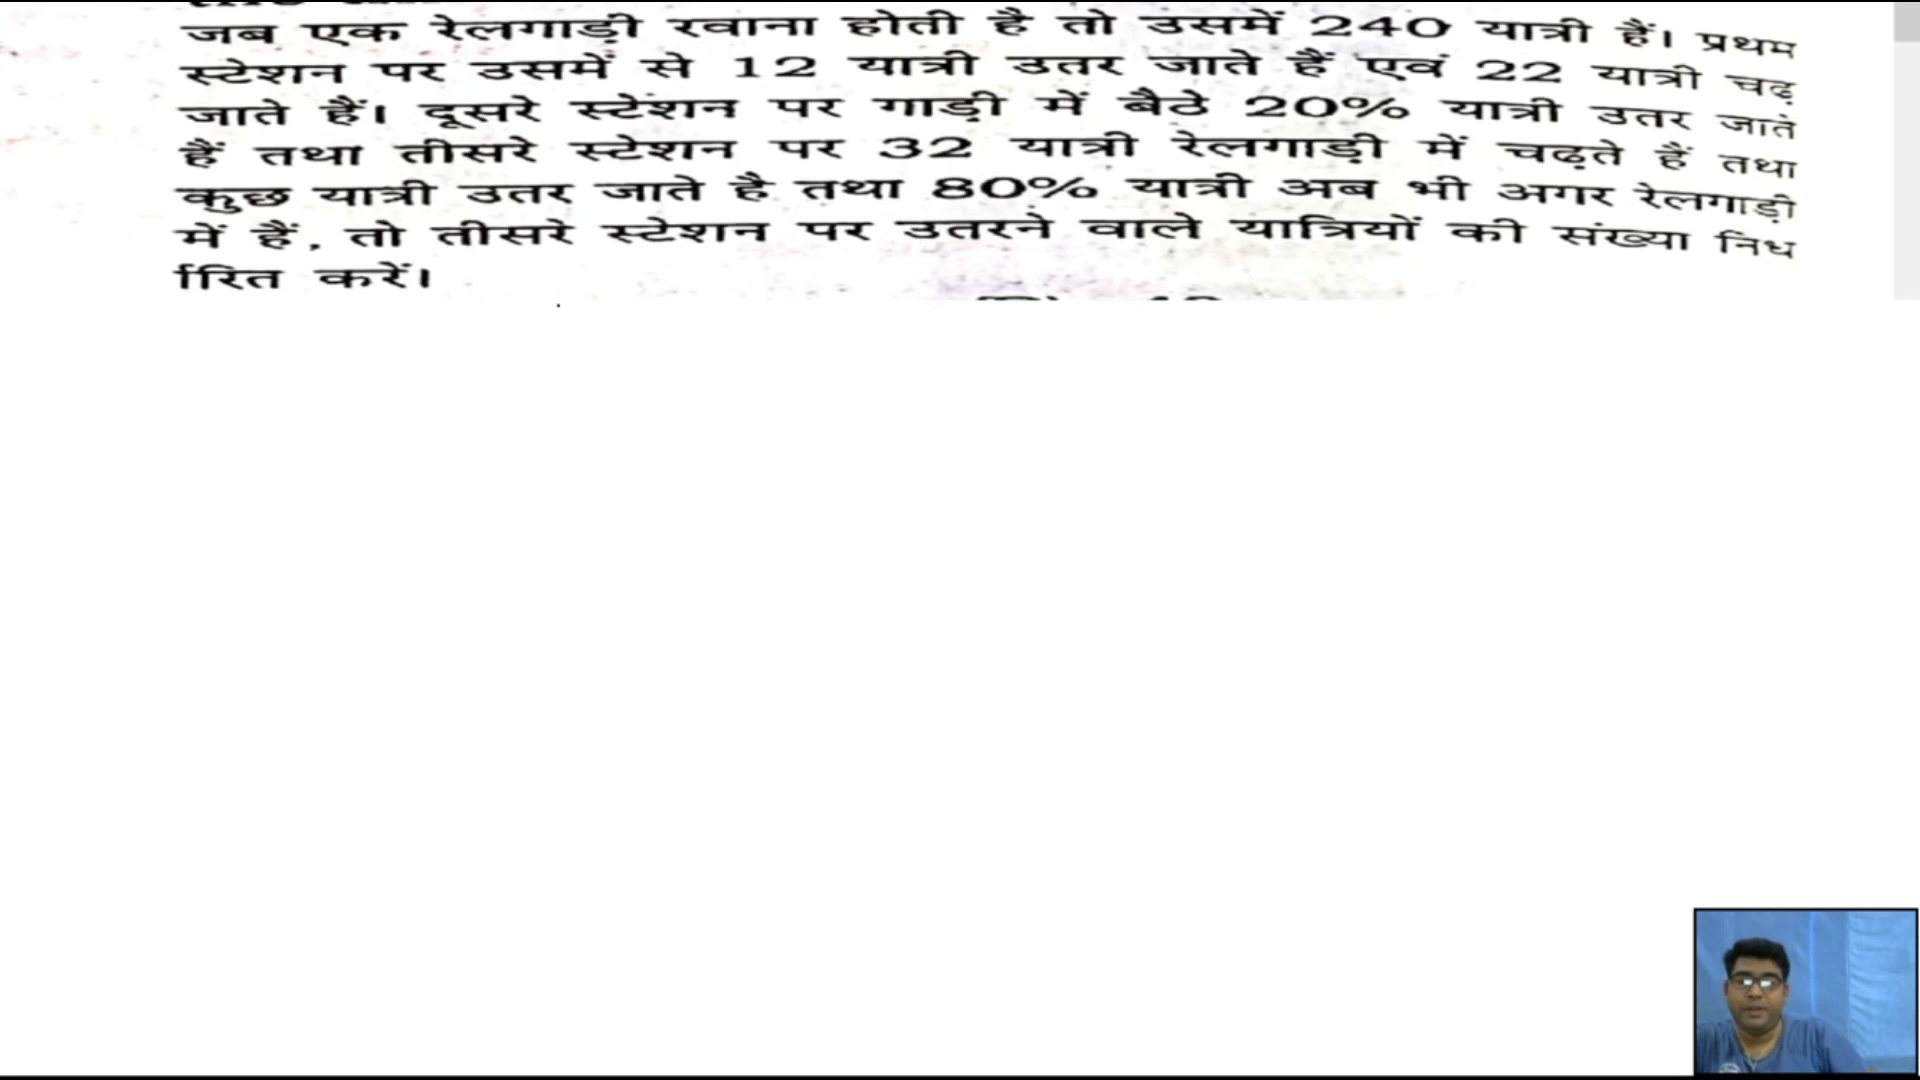 जब एक रेलगाड़ी रवाना होती है तो उसमें 240 यात्री हैं। प्रथम
स्टेशन पर उसमें से 12 यात्री उतर जाते हैं एवं 22 यात्री चढ़
जाते हैं। दूसरे स्टेशन पर गाड़ी में बैठे 20% यात्री उतर जाते
हैं तथा तीसरे स्टेशन पर 32 यात्री रेलगाड़ी में चढ़ते हैं तथा
कुछ यात्री उतर जाते है तथा 80% यात्री अब भी अगर रेलगाड़ी
में हैं, तो तीसरे स्टेशन पर उतरने वाले यात्रियों की संख्या निध
ार्रित करें।